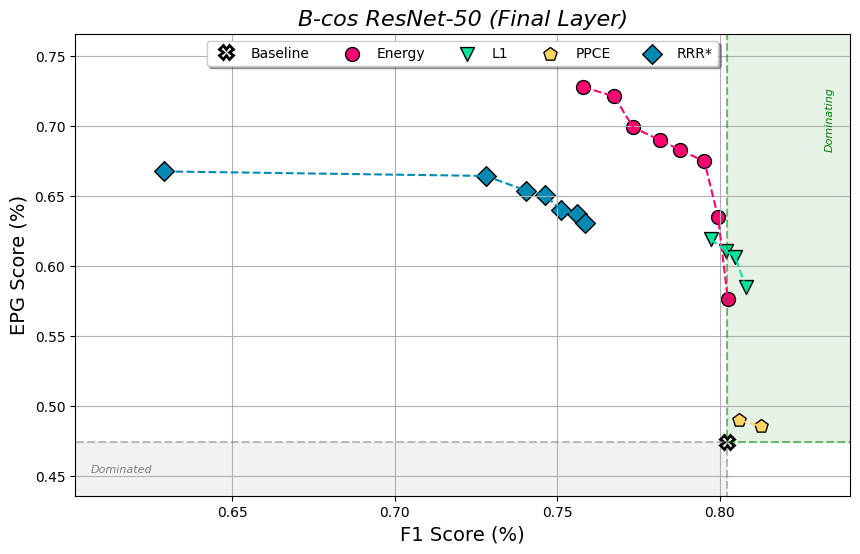 B-cos ResNet-50 (Final Layer)
Baseline Energy L1 PPCE RRR*
Dominating
0.75
0.70
0.65
0.60
0.55
0.50
0.45
EPG Score (%)
Dominated
0.65 0.70 0.75 0.80
F1 Score (%)